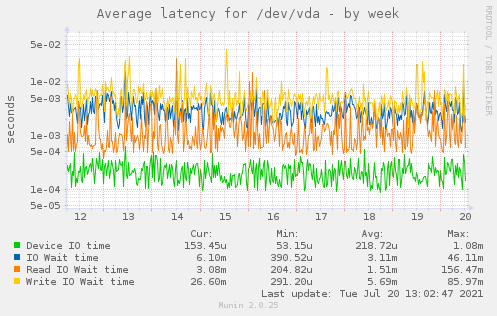 Average latency for /dev/vda - by week
RRDTOOL / TOBI OETIKER
seconds
5e-02
1e-02
5e-03
1e-03
5e-04
1e-04
5e-05
12 13 14 15 16 17 18 19 20
Cur: Min: Avg: Max:
Device IO time 153.45u 53.15u 218.72u 1.08m
IO Wait time 6.10m 390.52u 3.11m 46.11m
Read IO Wait time 3.08m 204.82u 1.51m 156.47m
Write IO Wait time 26.60m 291.20u 5.69m 85.97m
Last update: Tue Jul 20 13:02:47 2021
Munin 2.0.25